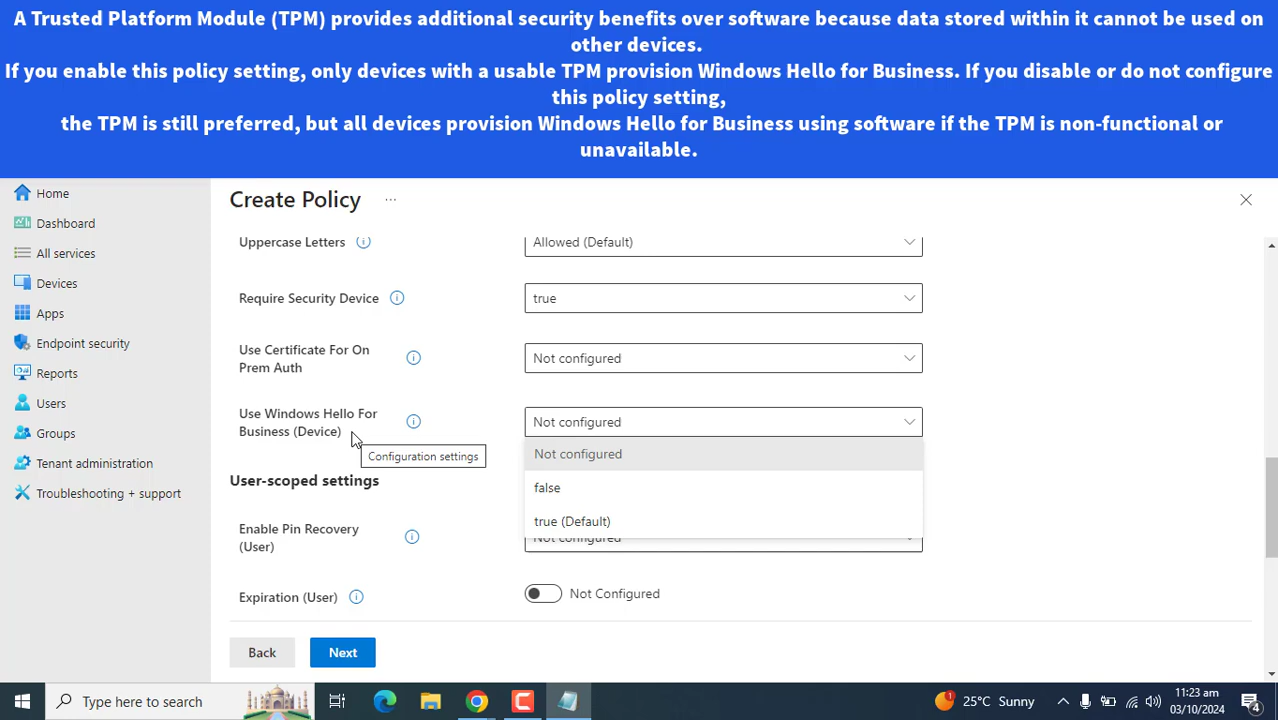 A Trusted Platform Module (TPM) provides additional security benefits over software because data stored within it cannot be used on
other devices.
If you enable this policy setting, only devices with a usable TPM provision Windows Hello for Business. If you disable or do not configure
this policy setting,
the TPM is still preferred, but all devices provision Windows Hello for Business using software if the TPM is non-functional or
unavailable.
Home
Dashboard
All services
Devices
Apps
Endpoint security
Reports
Users
Groups
Tenant administration
Troubleshooting + support
Create Policy ...
Uppercase Letters
Allowed (Default)
Require Security Device
true
Use Certificate For On
Prem Auth
Not configured
Use Windows Hello For
Business (Device)
Not configured
Configuration settings
Not configured
false
true (Default)
User-scoped settings
Enable Pin Recovery
(User)
Not configured
Expiration (User)
Not Configured
Back
Next
Type here to search
1
25°C Sunny
11:23 am
03/10/2024
4